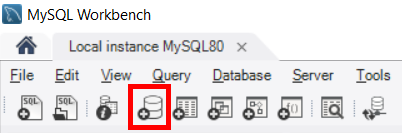 MySQL Workbench
Local instance MySQL80 ×
File Edit View Query Database Server Tools
SQL SQL i f()